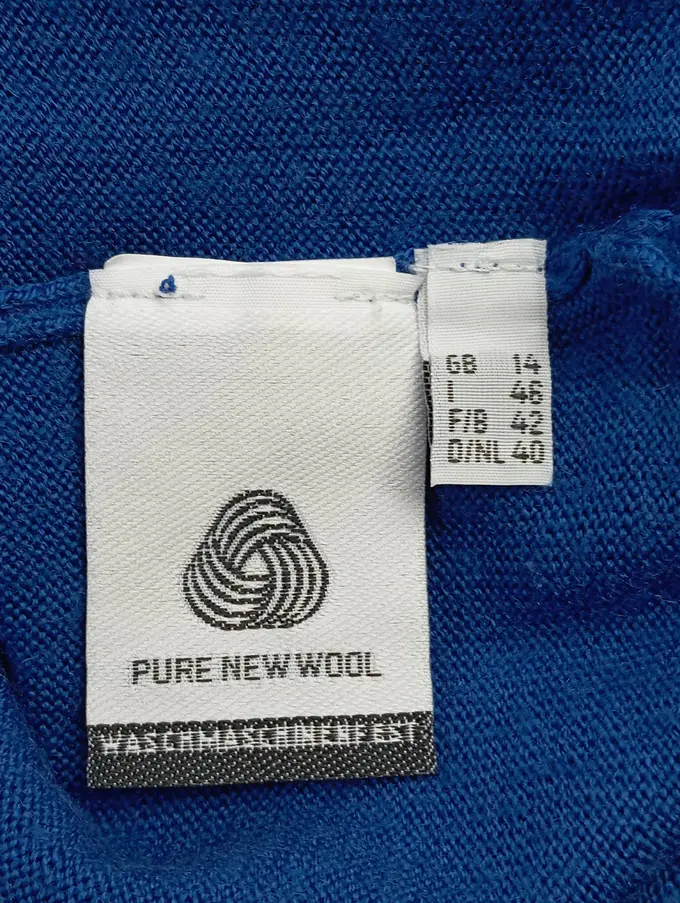 GB 14
I 46
F/B 42
D/NL 40
PURE NEW WOOL
WASCHMASCHINENFEST